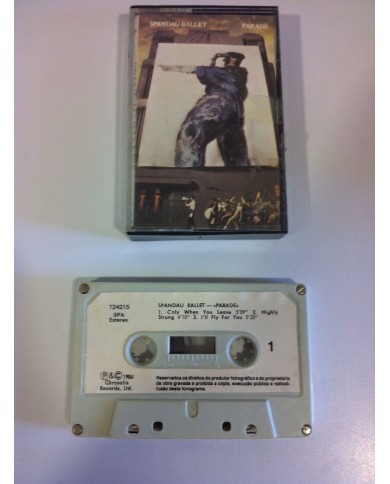 SPANDAU BALLET PARADE
724215
SPA
Estereo
SPANDAU BALLET — «PARADE»
1. Only When You Leave 5'09" 2. Highly
Strung 4'10" 3. I'll Fly For You 5'35"
1
℗&© 1984
Chrysalis
Records, Ltd.
Reservados os direitos do produtor fonográfico e do proprietário
da obra gravada e proibida a cópia, execução pública e radiodi-
fusão deste fonograma.